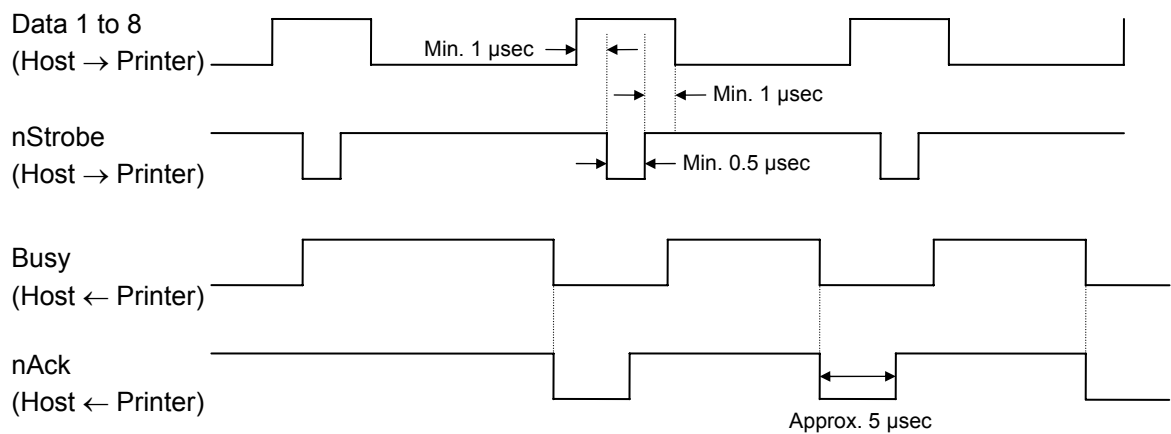 Data 1 to 8
(Host → Printer)
Min. 1 µsec
Min. 1 µsec
nStrobe
(Host → Printer)
Min. 0.5 µsec
Busy
(Host ← Printer)
nAck
(Host ← Printer)
Approx. 5 µsec